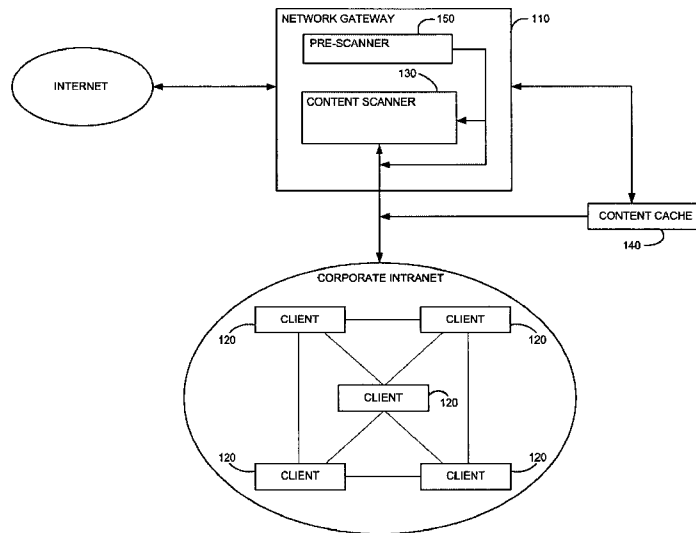 NETWORK GATEWAY
150
110
PRE-SCANNER
130
INTERNET
CONTENT SCANNER
CONTENT CACHE
140
CORPORATE INTRANET
CLIENT
CLIENT
120
120
CLIENT
120
120
120
CLIENT
CLIENT